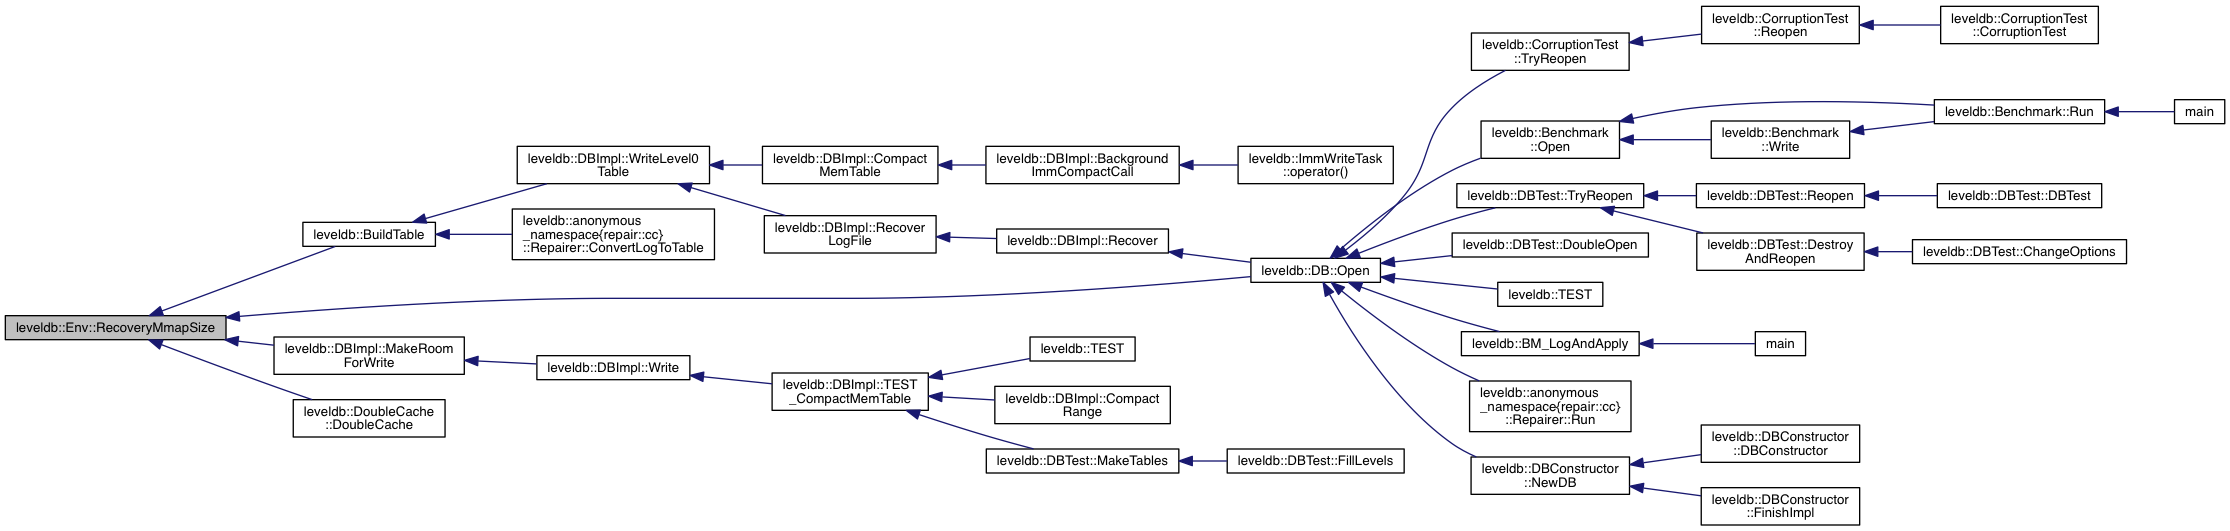 leveldb::Env::RecoveryMmapSize
leveldb::BuildTable
leveldb::DBImpl::WriteLevel0
Table
leveldb::DBImpl::Compact
MemTable
leveldb::DBImpl::Background
ImmCompactCall
leveldb::ImmWriteTask
::operator()
leveldb::DBImpl::Recover
LogFile
leveldb::DBImpl::Recover
leveldb::DB::Open
leveldb::CorruptionTest
::TryReopen
leveldb::CorruptionTest
::Reopen
leveldb::CorruptionTest
::CorruptionTest
leveldb::Benchmark
::Open
leveldb::Benchmark::Run
main
leveldb::Benchmark
::Write
leveldb::DBTest::TryReopen
leveldb::DBTest::Reopen
leveldb::DBTest::DBTest
leveldb::DBTest::Destroy
AndReopen
leveldb::DBTest::ChangeOptions
leveldb::DBTest::DoubleOpen
leveldb::TEST
leveldb::BM_LogAndApply
main
leveldb::anonymous
_namespace{repair::cc}
::Repairer::Run
leveldb::DBConstructor
::NewDB
leveldb::DBConstructor
::DBConstructor
leveldb::DBConstructor
::FinishImpl
leveldb::anonymous
_namespace{repair::cc}
::Repairer::ConvertLogToTable
leveldb::DBImpl::MakeRoom
ForWrite
leveldb::DBImpl::Write
leveldb::DBImpl::TEST
_CompactMemTable
leveldb::TEST
leveldb::DBImpl::Compact
Range
leveldb::DBTest::MakeTables
leveldb::DBTest::FillLevels
leveldb::DoubleCache
::DoubleCache